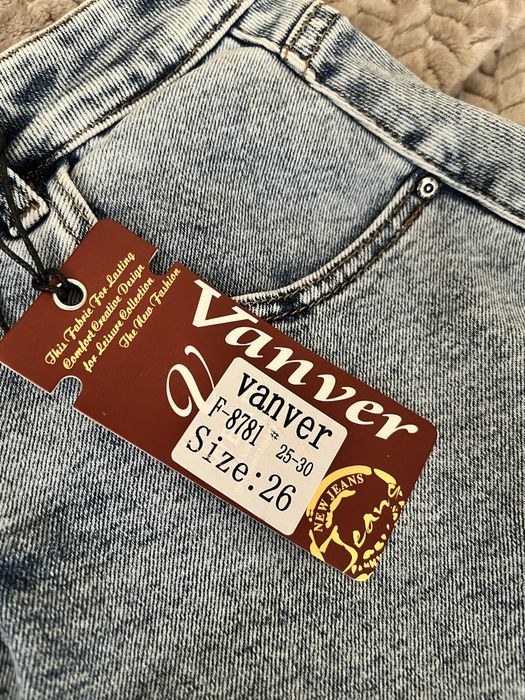 This Fabric For Lasting
Comfort Creative Design
for Leisure Collection
The New Fashion
Vanver
V
vanver
F-8781 # 25-30
Size:26
NEW JEANS
Jeans